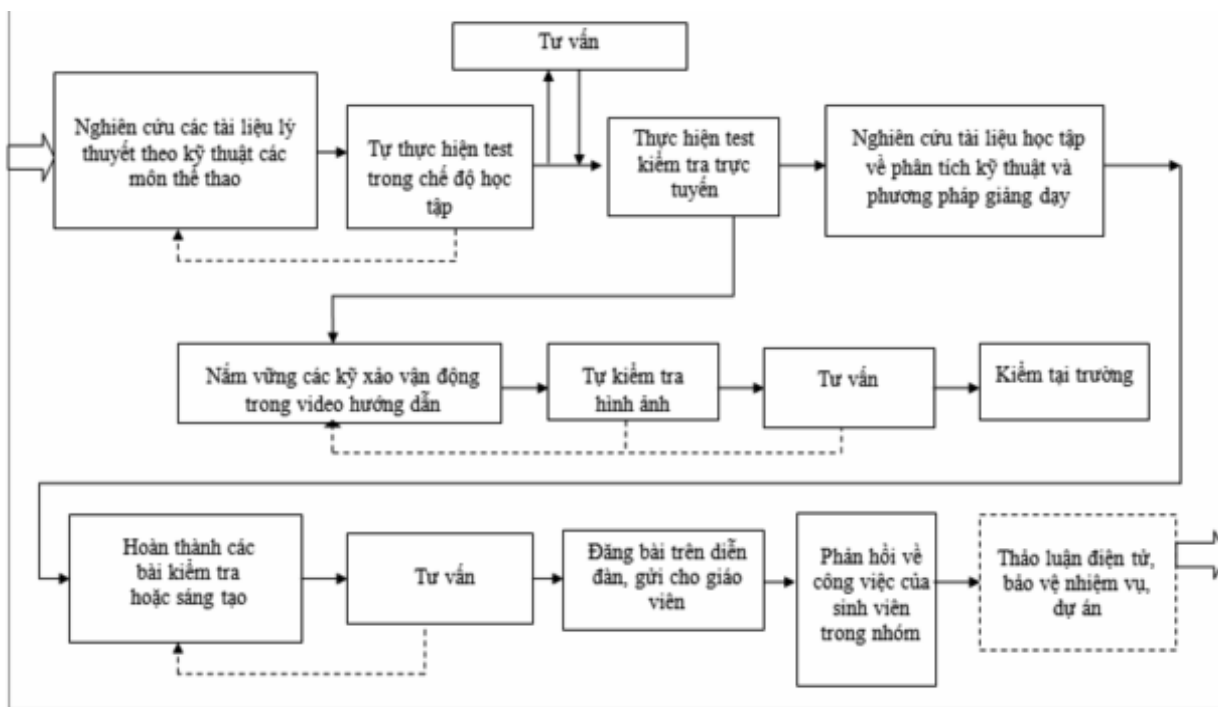 Tư vấn
Nghiên cứu các tài liệu lý
thuyết theo kỹ thuật các
môn thể thao
Tự thực hiện test
trong chế độ học
tập
Thực hiện test
kiểm tra trực
tuyến
Nghiên cứu tài liệu học tập
về phân tích kỹ thuật và
phương pháp giảng dạy
Nắm vững các kỹ xảo vận động
trong video hướng dẫn
Tự kiểm tra
hình ảnh
Tư vấn
Kiểm tại trường
Hoàn thành các
bài kiểm tra
hoặc sáng tạo
Tư vấn
Đăng bài trên diễn
đàn, gửi cho giáo
viên
Phản hồi về
công việc của
sinh viên
trong nhóm
Thảo luận điện tử,
bảo vệ nhiệm vụ,
dự án